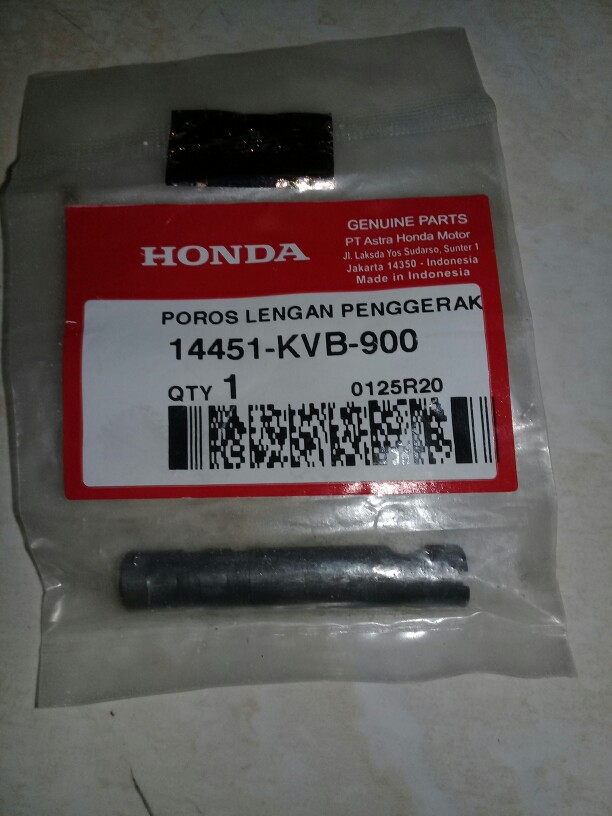 HONDA
GENUINE PARTS
PT Astra Honda Motor
Jl. Laksda Yos Sudarso, Sunter 1
Jakarta 14350 - Indonesia
Made in Indonesia
POROS LENGAN PENGGERAK
14451-KVB-900
QTY 1 0125R20